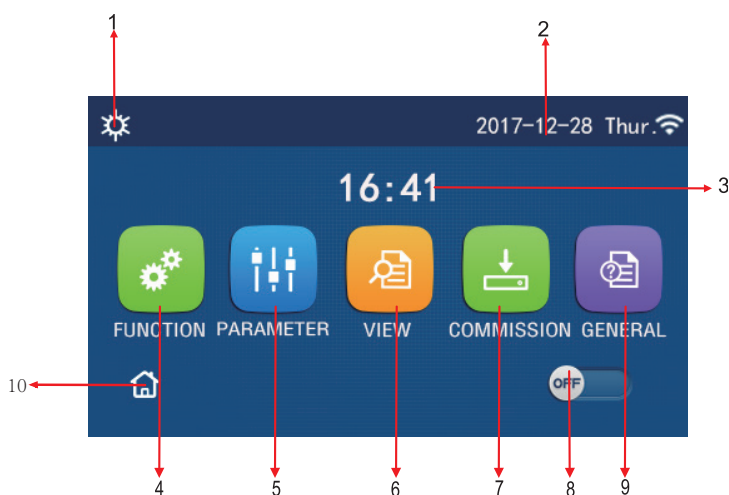 1
2
2017-12-28 Thur.
16:41
3
FUNCTION PARAMETER VIEW COMMISSION GENERAL
10
OFF
4 5 6 7 8 9